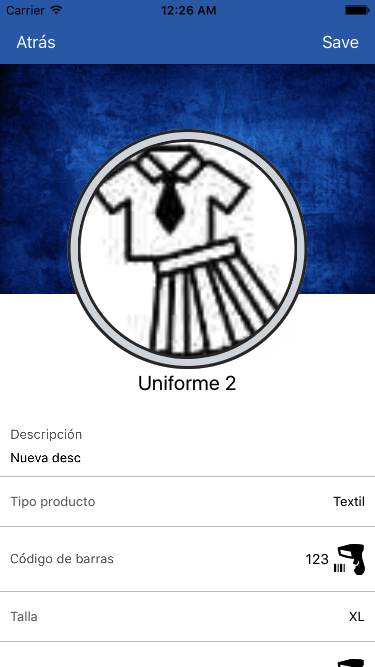 Carrier 12:26 AM
Atrás Save
Uniforme 2
Descripción
Nueva desc
Tipo producto Textil
Código de barras 123
Talla XL